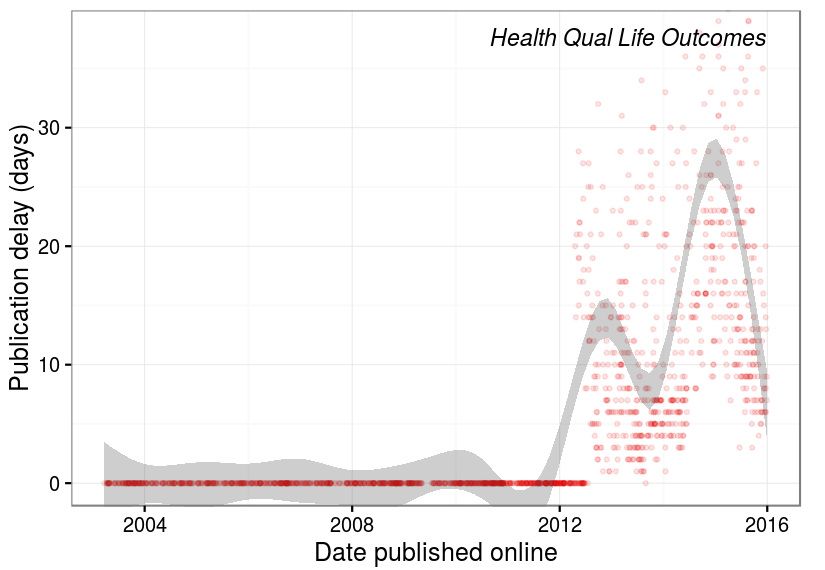 Health Qual Life Outcomes
Publication delay (days)
30
20
10
0
2004 2008 2012 2016
Date published online